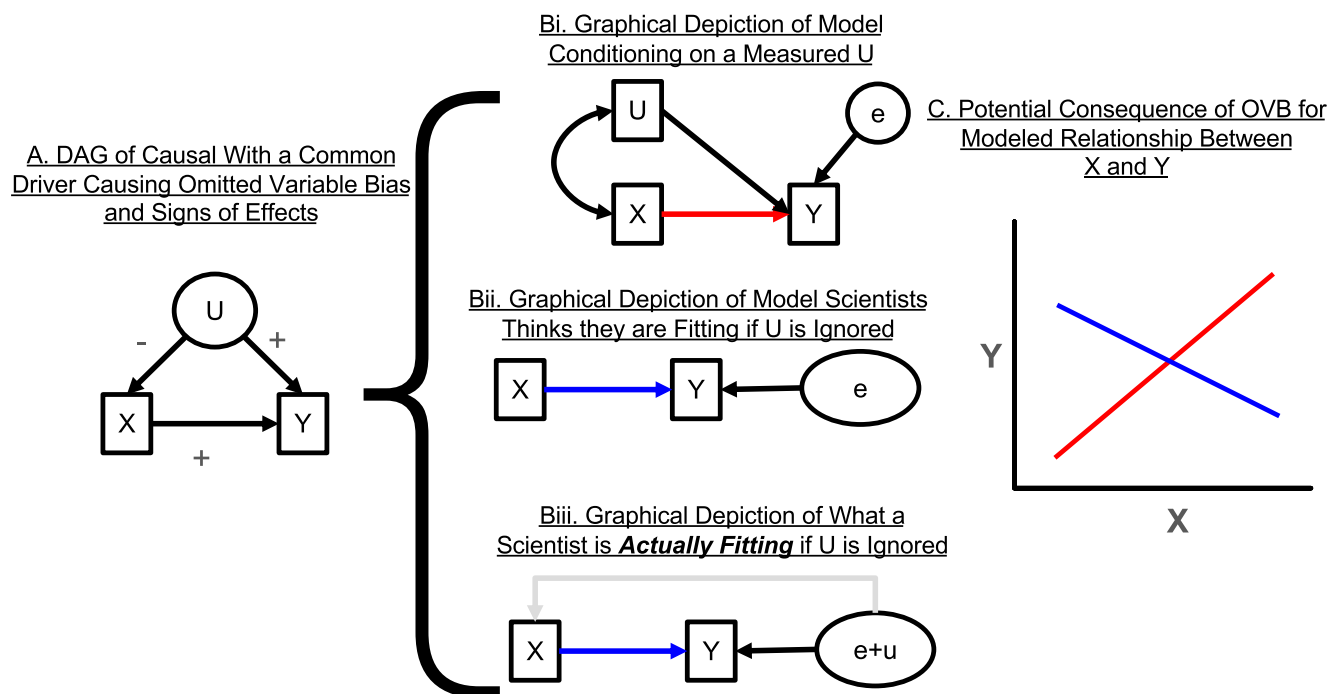 A. DAG of Causal With a Common
Driver Causing Omitted Variable Bias
and Signs of Effects
U
-
+
X
Y
+
Bi. Graphical Depiction of Model
Conditioning on a Measured U
U
e
X
Y
Bii. Graphical Depiction of Model Scientists
Thinks they are Fitting if U is Ignored
X
Y
e
Biii. Graphical Depiction of What a
Scientist is Actually Fitting if U is Ignored
X
Y
e+u
C. Potential Consequence of OVB for
Modeled Relationship Between
X and Y
Y
X